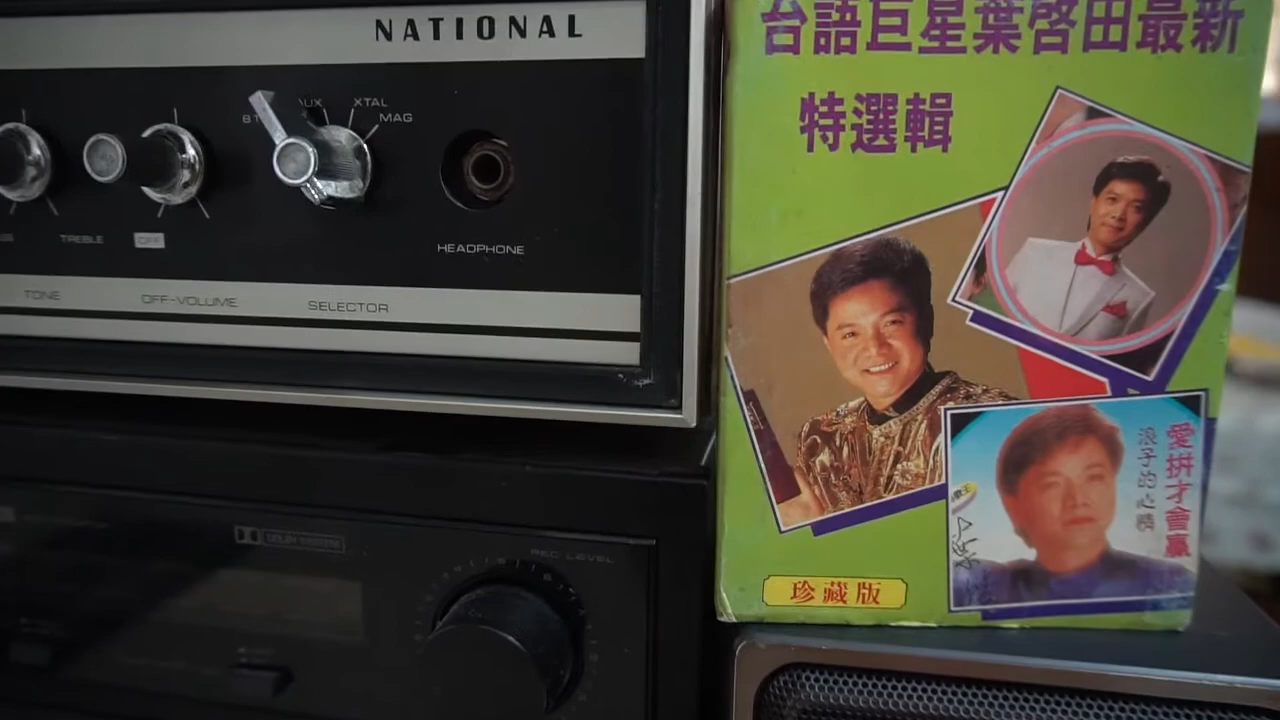 NATIONAL
AUX
XTAL
MAG
HEADPHONE
TREBLE
OFF
TONE
OFF-VOLUME
SELECTOR
DOLBY SYSTEM
REC LEVEL
台語巨星葉啓田最新
特選輯
愛拼才會贏
浪子的心情
珍藏版